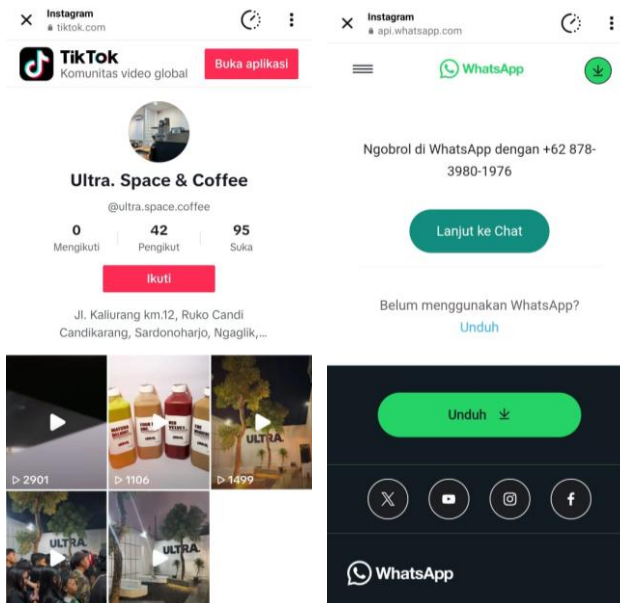 Instagram
tiktok.com
TikTok
Komunitas video global
Buka aplikasi
Ultra. Space & Coffee
@ultra.space.coffee
0 42 95
Mengikuti Pengikut Suka
Ikuti
Jl. Kaliurang km.12, Ruko Candi
Candikarang, Sardonoharjo, Ngaglik,...
2901
1106
ULTRA.
1499
ULTRA.
ULTRA.
Instagram
api.whatsapp.com
WhatsApp
Ngobrol di WhatsApp dengan +62 878-
3980-1976
Lanjut ke Chat
Belum menggunakan WhatsApp?
Unduh
Unduh
WhatsApp